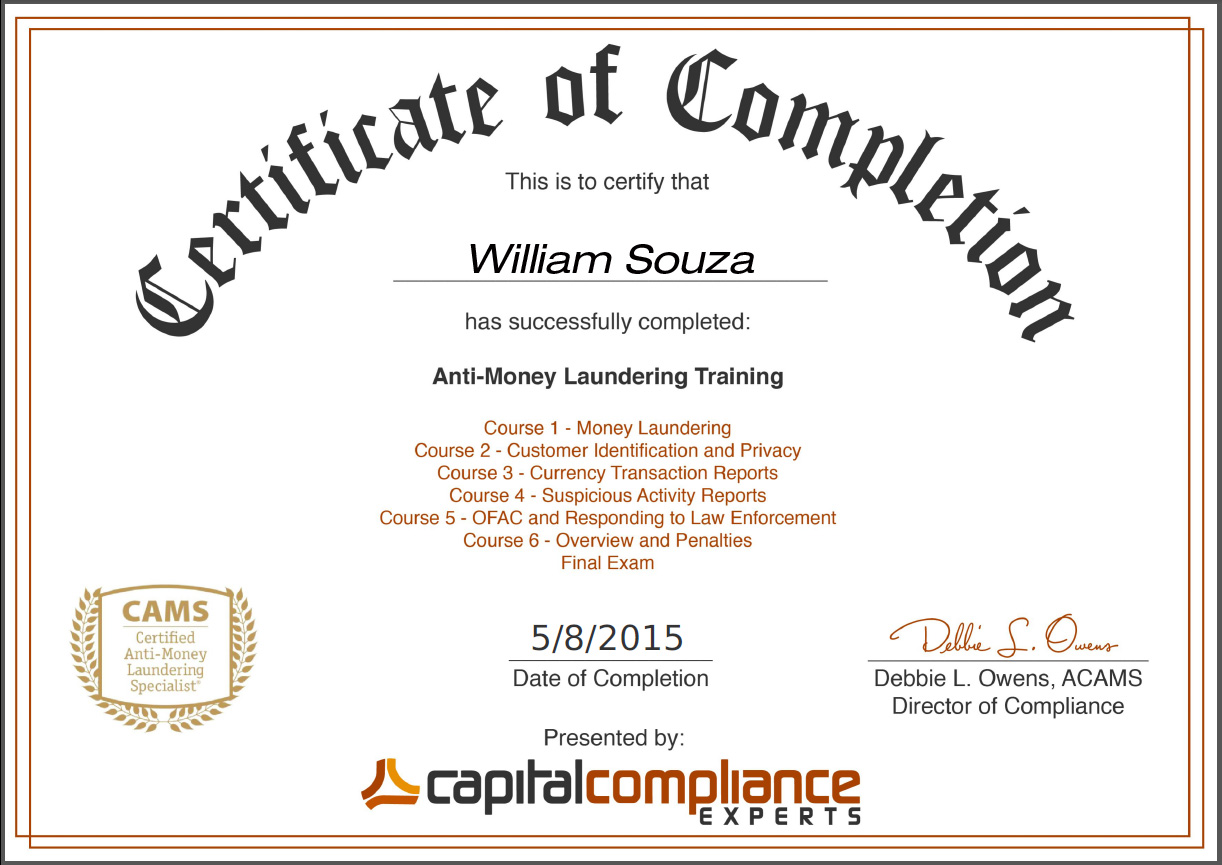 Certificate of Completion
This is to certify that
William Souza
has successfully completed:
Anti-Money Laundering Training
Course 1 - Money Laundering
Course 2 - Customer Identification and Privacy
Course 3 - Currency Transaction Reports
Course 4 - Suspicious Activity Reports
Course 5 - OFAC and Responding to Law Enforcement
Course 6 - Overview and Penalties
Final Exam
CAMS
Certified
Anti-Money
Laundering
Specialist®
5/8/2015
Date of Completion
Debbie L. Owens
Debbie L. Owens, ACAMS
Director of Compliance
Presented by:
capitalcompliance
EXPERTS